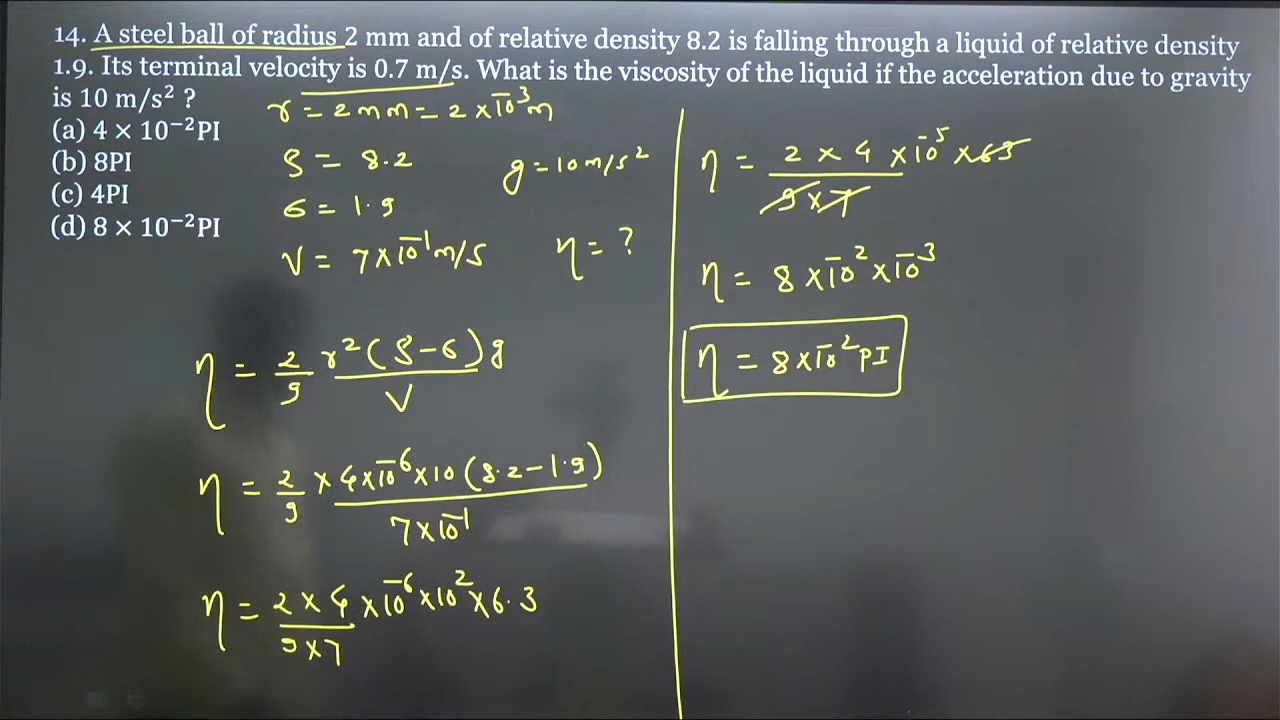 14. A steel ball of radius 2 mm and of relative density 8.2 is falling through a liquid of relative density
1.9. Its terminal velocity is 0.7 m/s. What is the viscosity of the liquid if the acceleration due to gravity
is 10 m/s² ?
(a) 4 × 10⁻²PI
(b) 8PI
(c) 4PI
(d) 8 × 10⁻²PI
r = 2mm = 2 × 10⁻³m
ρ = 8.2
g = 10m/s²
σ = 1.9
v = 7×10⁻¹m/s
η = ?
η = 2/9 r²(ρ-σ)g / v
η = 2/9 × 4×10⁻⁶×10(8.2-1.9) / 7×10⁻¹
η = 2×4×10⁻⁶×10²×6.3 / 9×7
η = 2×4×10⁻⁵×63 / 9×7
η = 8×10⁻²×10⁻³
η = 8×10⁻²PI